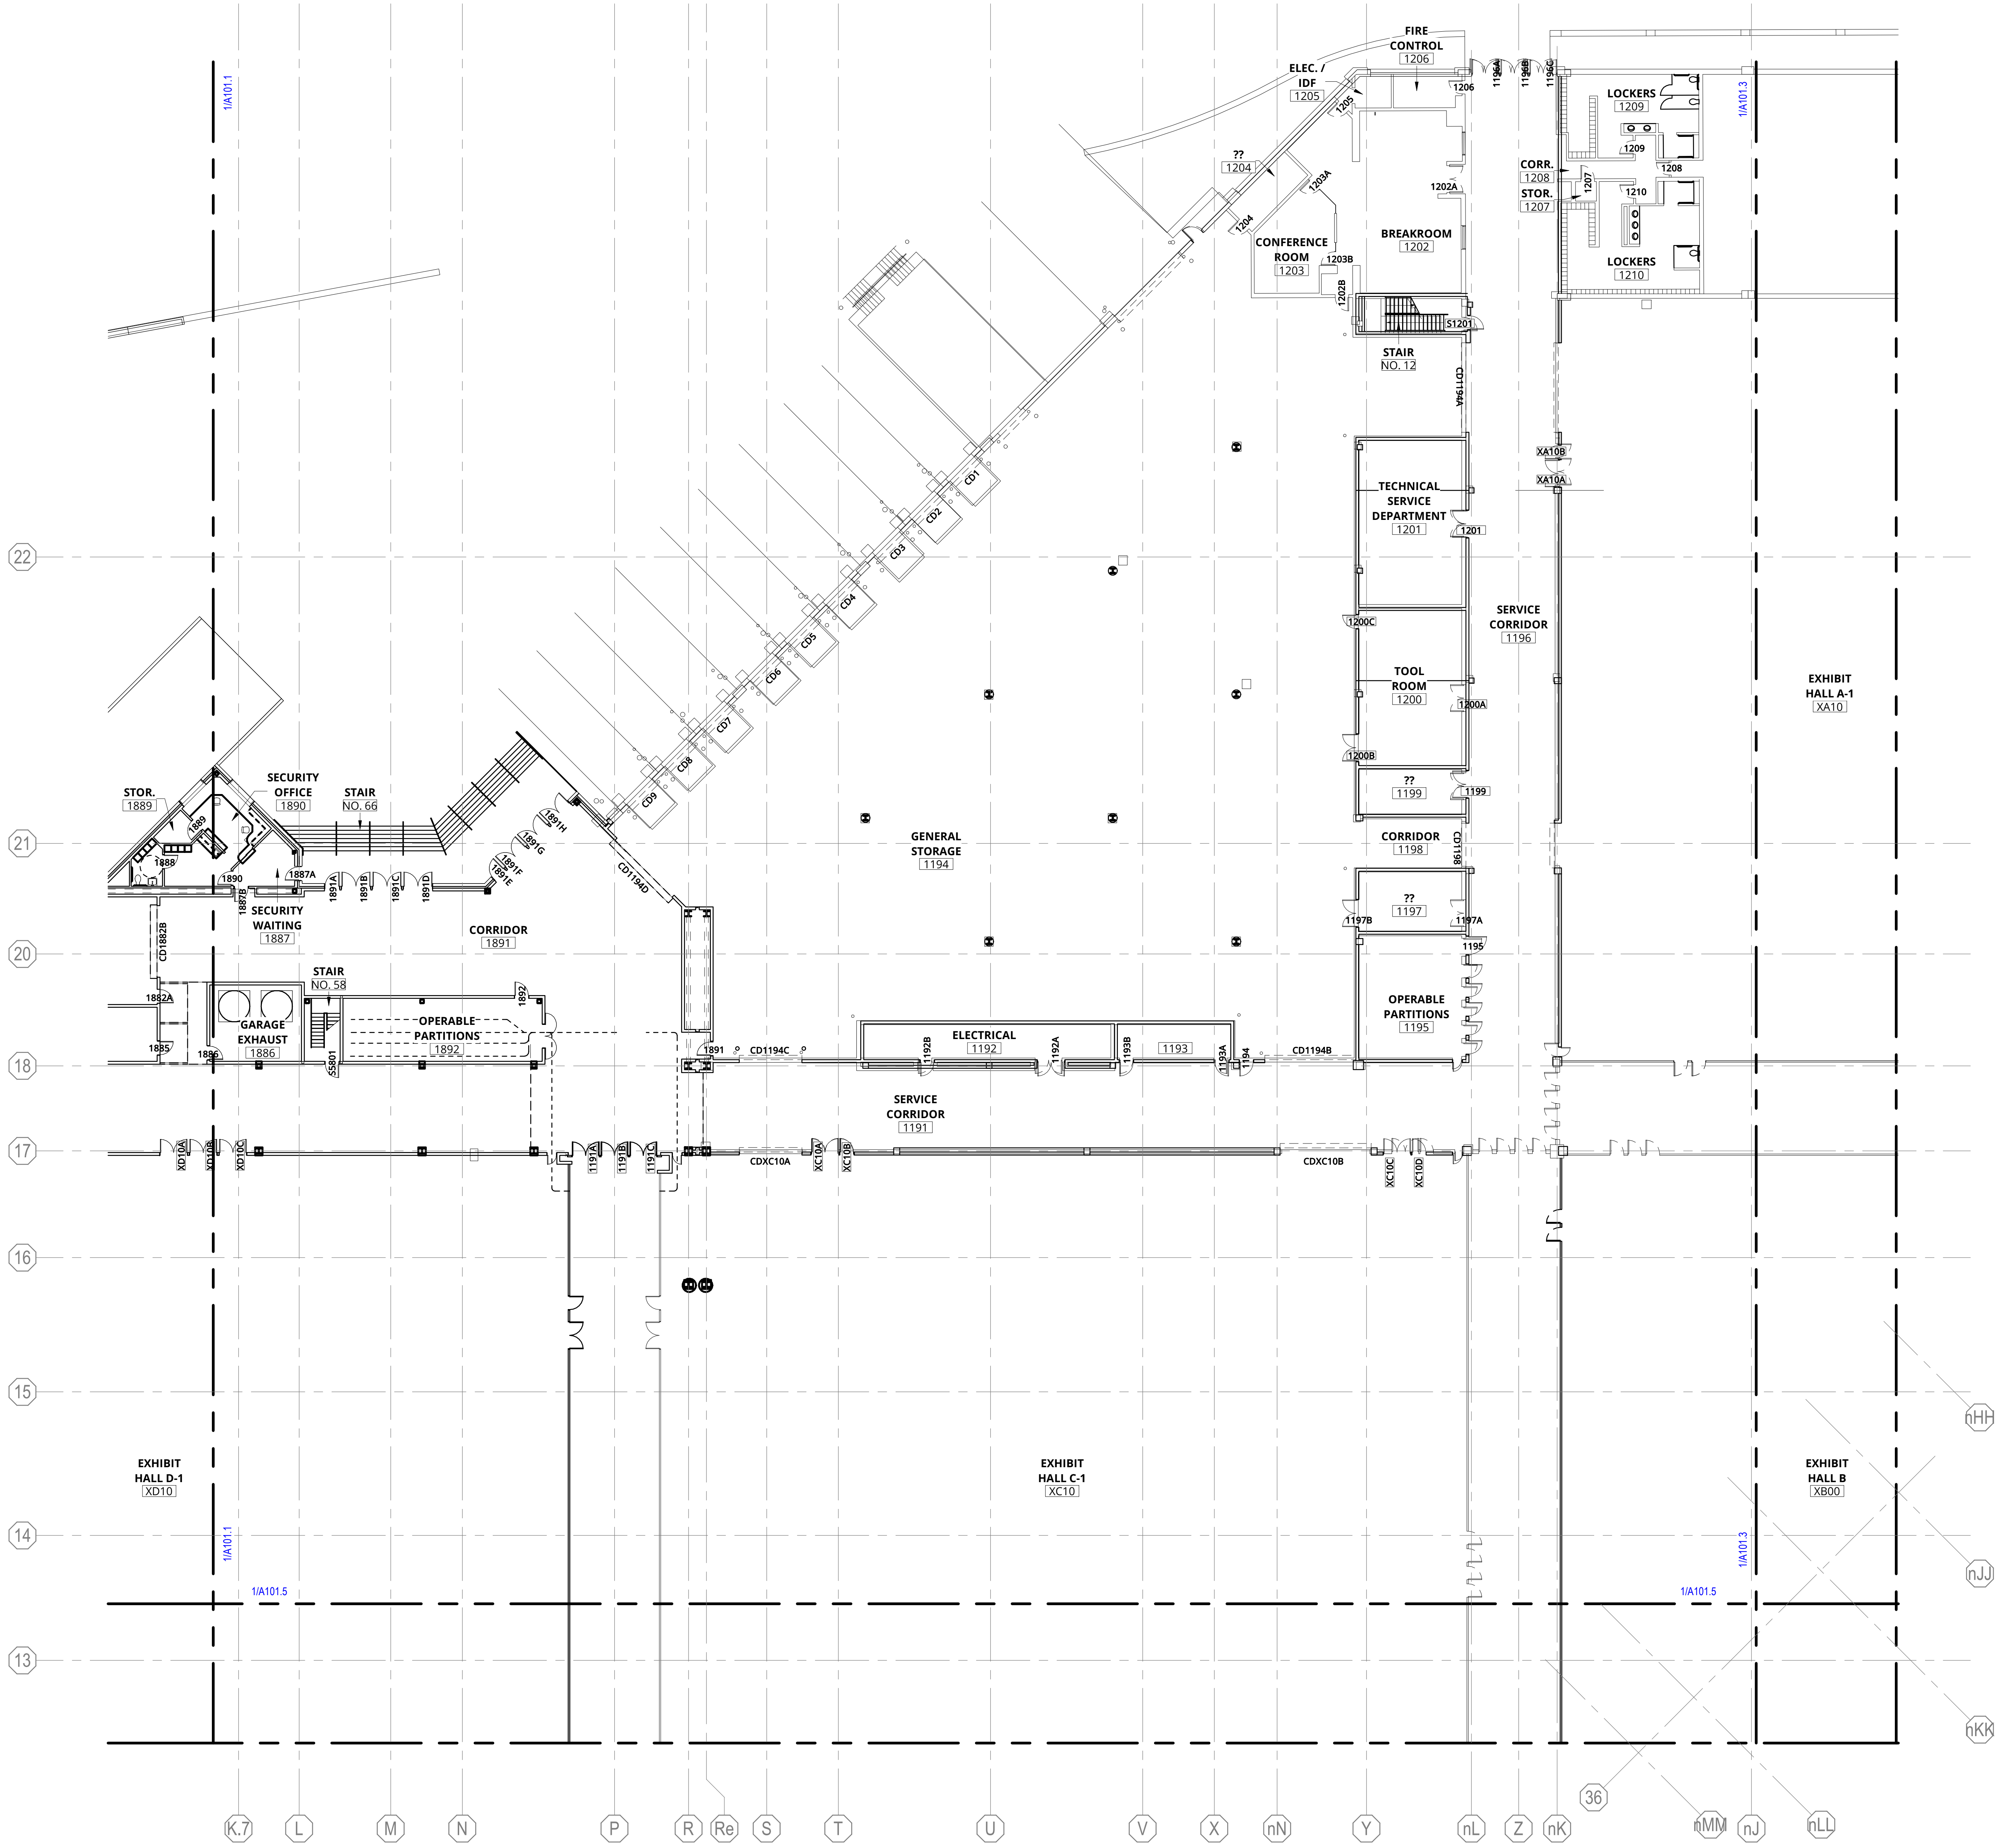 FIRE
CONTROL
1206
ELEC. /
IDF
1205
1205
1206
1196A
1196B
1196C
1/A101.1
1/A101.3
LOCKERS
1209
1209
CORR.
1208
1208
STOR.
1207
1207
1210
LOCKERS
1210
??
1204
1203A
1204
1202A
CONFERENCE
ROOM
1203
1203B
BREAKROOM
1202
1202B
S1201
STAIR
NO. 12
CD1194A
XA10B
XA10A
TECHNICAL
SERVICE
DEPARTMENT
1201
1201
CD1
CD2
CD3
CD4
CD5
CD6
CD7
CD8
CD9
22
1200C
SERVICE
CORRIDOR
1196
TOOL
ROOM
1200
1200A
1200B
EXHIBIT
HALL A-1
XA10
??
1199
1199
STOR.
1889
SECURITY
OFFICE
1890
STAIR
NO. 66
1889
1888
1890
1887A
1887B
1891A
1891B
1891C
1891D
1891E
1891F
1891G
1891H
CD1194D
21
GENERAL
STORAGE
1194
CORRIDOR
1198
CD1198
SECURITY
WAITING
1887
CORRIDOR
1891
??
1197
1197B
1197A
1195
CD1882B
20
STAIR
NO. 58
1882A
1892
GARAGE
EXHAUST
1886
OPERABLE
PARTITIONS
1892
OPERABLE
PARTITIONS
1195
1885
1886
S5801
1891
CD1194C
ELECTRICAL
1192
1192B
1192A
1193B
1193
1193A
1194
CD1194B
18
SERVICE
CORRIDOR
1191
17
XD10A
XD10B
XD10C
1191A
1191B
1191C
CDXC10A
XC10A
XC10B
CDXC10B
XC10C
XC10D
16
15
nHH
EXHIBIT
HALL D-1
XD10
EXHIBIT
HALL C-1
XC10
EXHIBIT
HALL B
XB00
14
1/A101.1
1/A101.3
nJJ
1/A101.5
1/A101.5
13
nKK
36
K.7
L
M
N
P
R
Re
S
T
U
V
X
nN
Y
nL
Z
nK
nMM
nJ
nLL